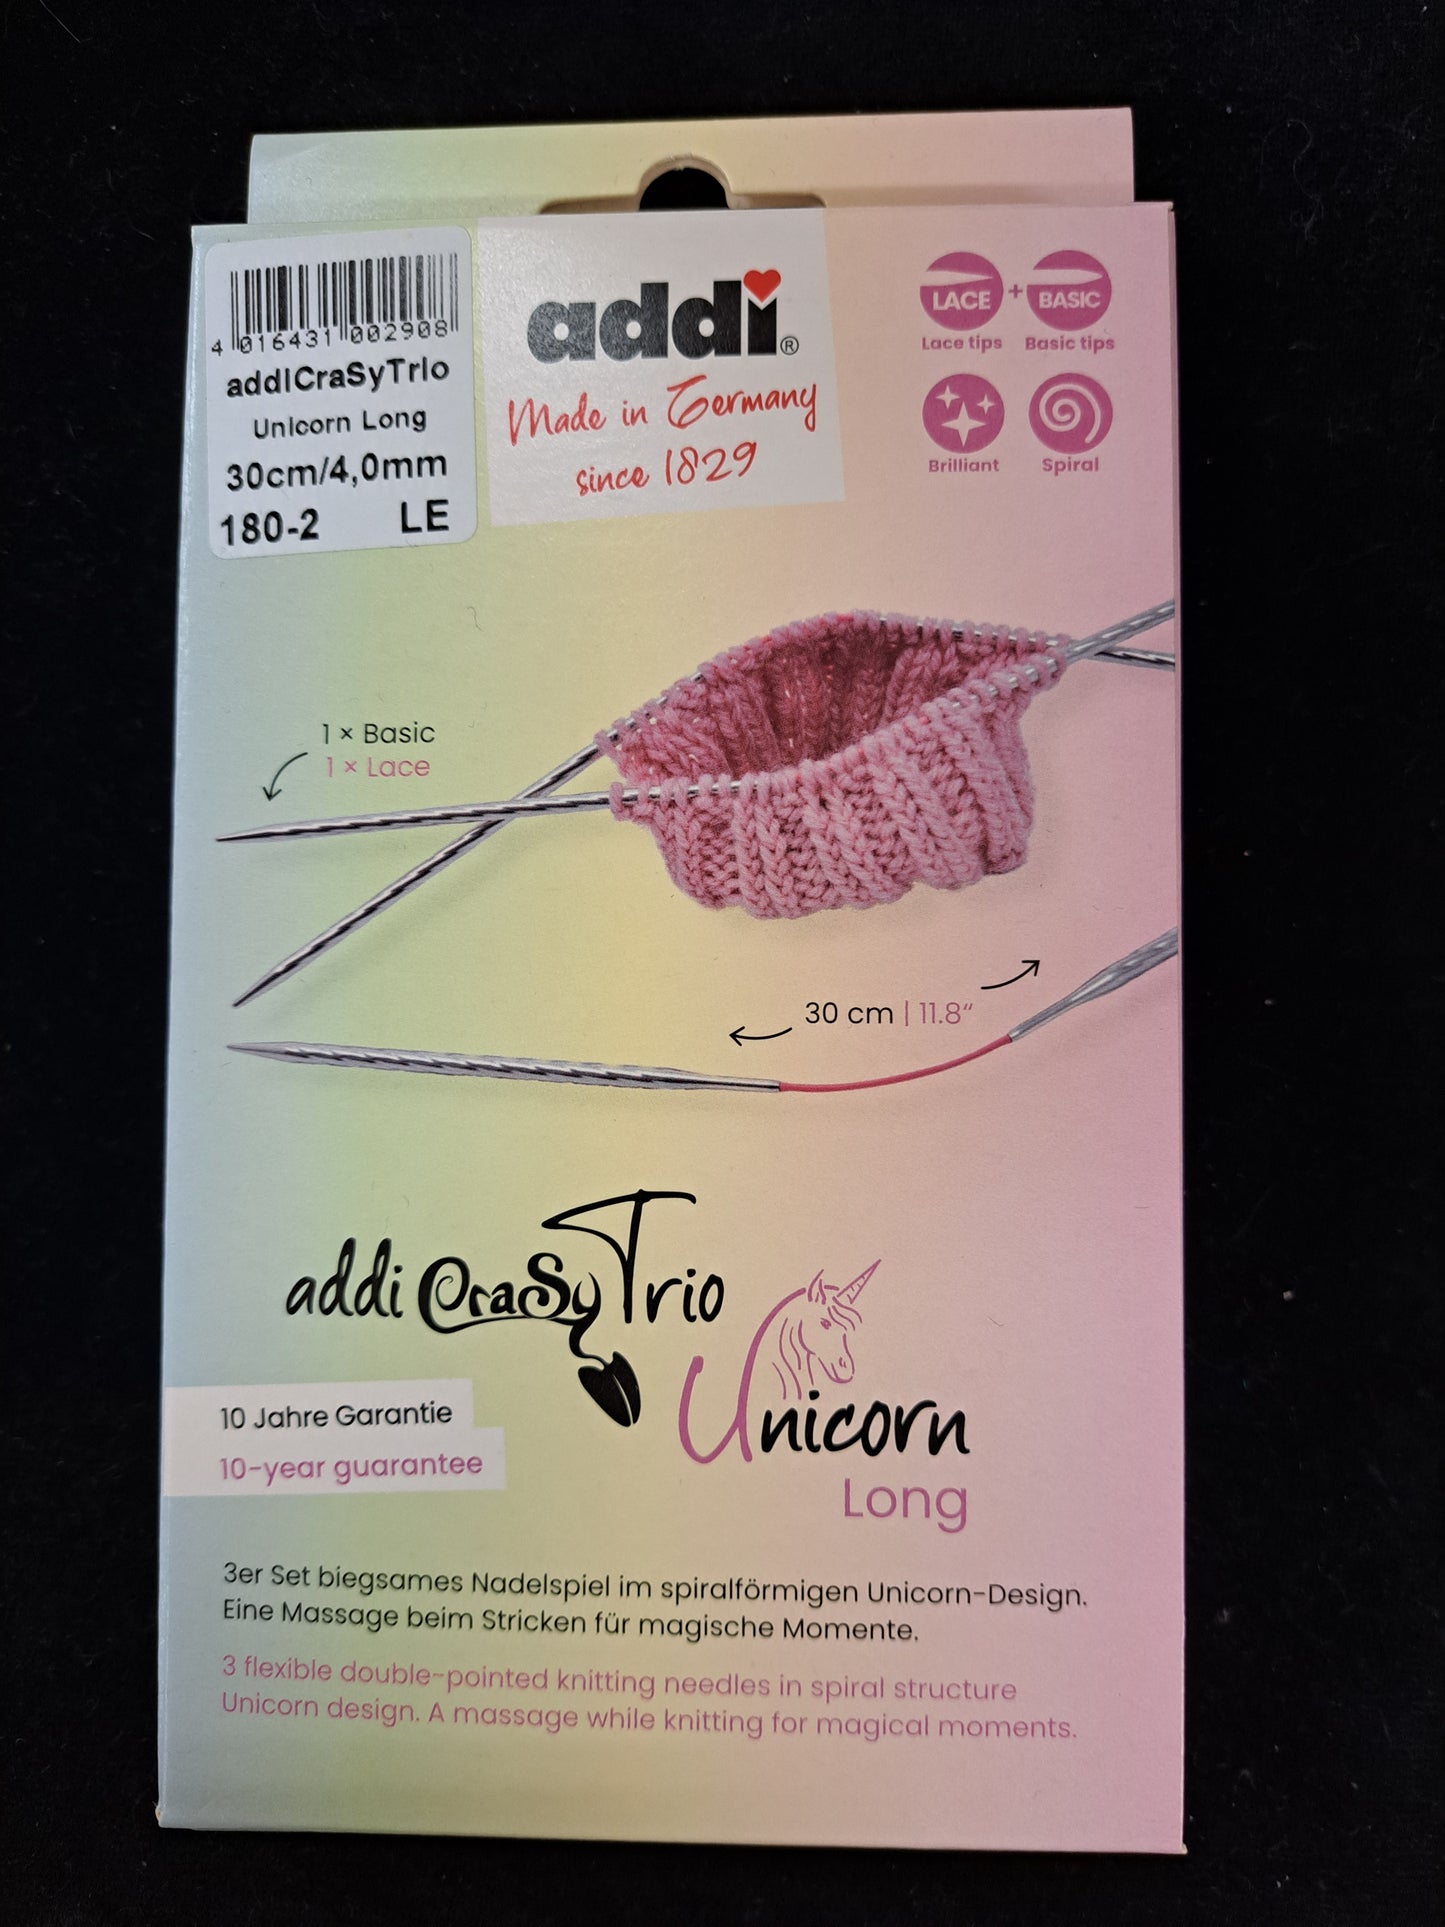 4 016431 002908
addiCraSyTrio
Unicorn Long
30cm/4,0mm
180-2 LE
addi®
Made in Germany
since 1829
LACE + BASIC
Lace tips Basic tips
Brilliant Spiral
1 × Basic
1 × Lace
30 cm | 11.8“
addi CraSyTrio
Unicorn
Long
10 Jahre Garantie
10-year guarantee
3er Set biegsames Nadelspiel im spiralförmigen Unicorn-Design.
Eine Massage beim Stricken für magische Momente.
3 flexible double-pointed knitting needles in spiral structure
Unicorn design. A massage while knitting for magical moments.